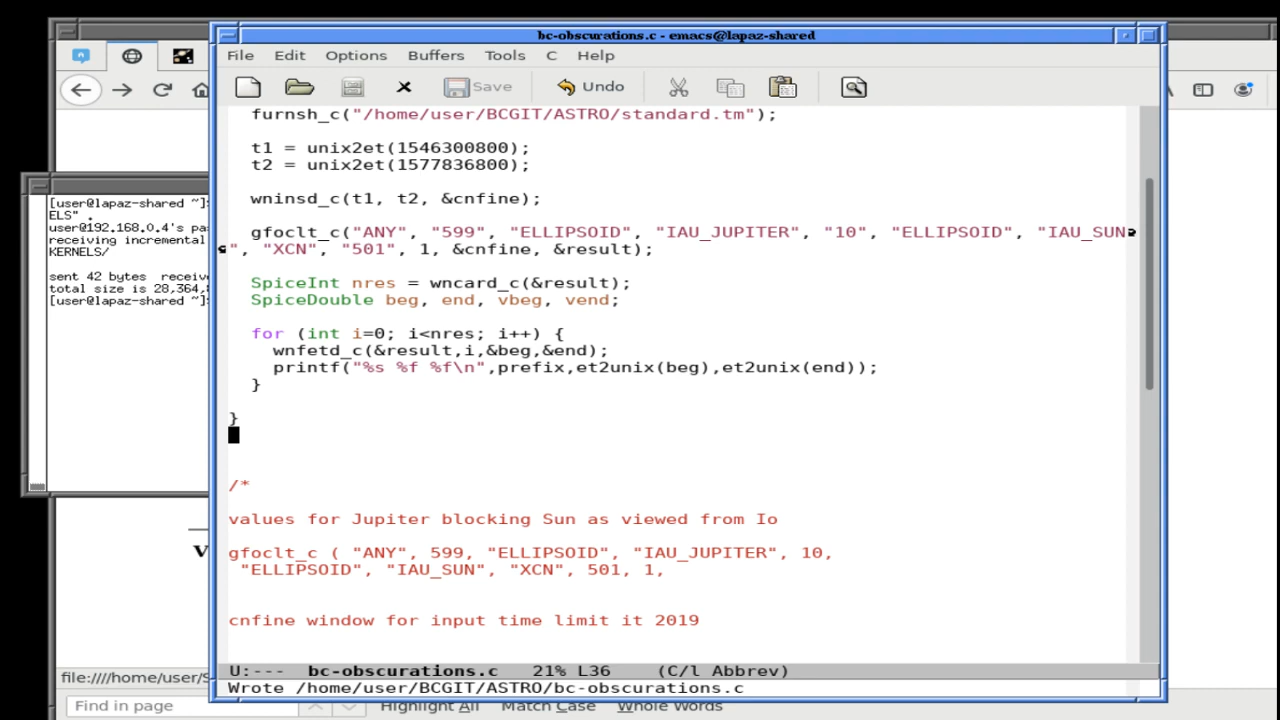 bc-obscurations.c - emacs@lapaz-shared
File Edit Options Buffers Tools C Help
Save Undo
furnsh_c("/home/user/BCGIT/ASTRO/standard.tm");
t1 = unix2et(1546300800);
t2 = unix2et(1577836800);
wninsd_c(t1, t2, &cnfine);
gfoclt_c("ANY", "599", "ELLIPSOID", "IAU_JUPITER", "10", "ELLIPSOID", "IAU_SUN
", "XCN", "501", 1, &cnfine, &result);
SpiceInt nres = wncard_c(&result);
SpiceDouble beg, end, vbeg, vend;
for (int i=0; i<nres; i++) {
wnfetd_c(&result,i,&beg,&end);
printf("%s %f %f\n",prefix,et2unix(beg),et2unix(end));
}
}
/*
values for Jupiter blocking Sun as viewed from Io
gfoclt_c ( "ANY", 599, "ELLIPSOID", "IAU_JUPITER", 10,
"ELLIPSOID", "IAU_SUN", "XCN", 501, 1,
cnfine window for input time limit it 2019
U:--- bc-obscurations.c 21% L36 (C/l Abbrev)
Wrote /home/user/BCGIT/ASTRO/bc-obscurations.c
[user@lapaz-shared ~]
ELS" .
user@192.168.0.4's pa
receiving incremental
KERNELS/
sent 42 bytes receiv
total size is 28,364,
[user@lapaz-shared ~]
V
file:////home/user/S
Find in page Highlight All Match Case Whole Words